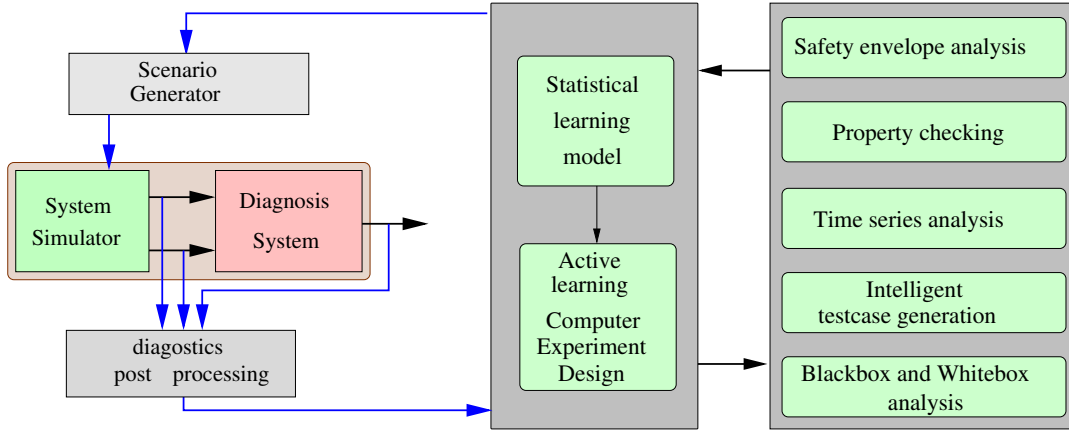 Scenario
Generator
System
Simulator
Diagnosis
System
diagostics
post processing
Statistical
learning
model
Active
learning
Computer
Experiment
Design
Safety envelope analysis
Property checking
Time series analysis
Intelligent
testcase generation
Blackbox and Whitebox
analysis